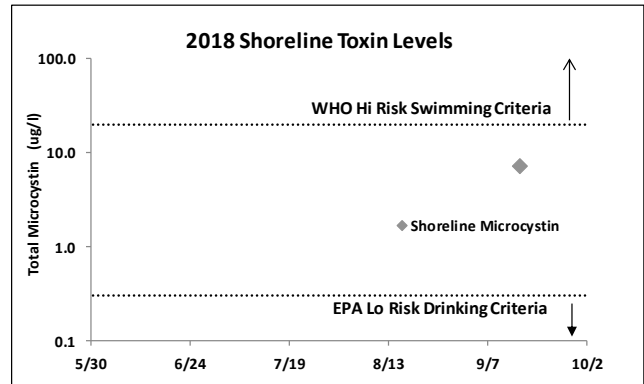 2018 Shoreline Toxin Levels
100.0
WHO Hi Risk Swimming Criteria
10.0
Total Microcystin (ug/l)
Shoreline Microcystin
1.0
EPA Lo Risk Drinking Criteria
0.1
5/30 6/24 7/19 8/13 9/7 10/2